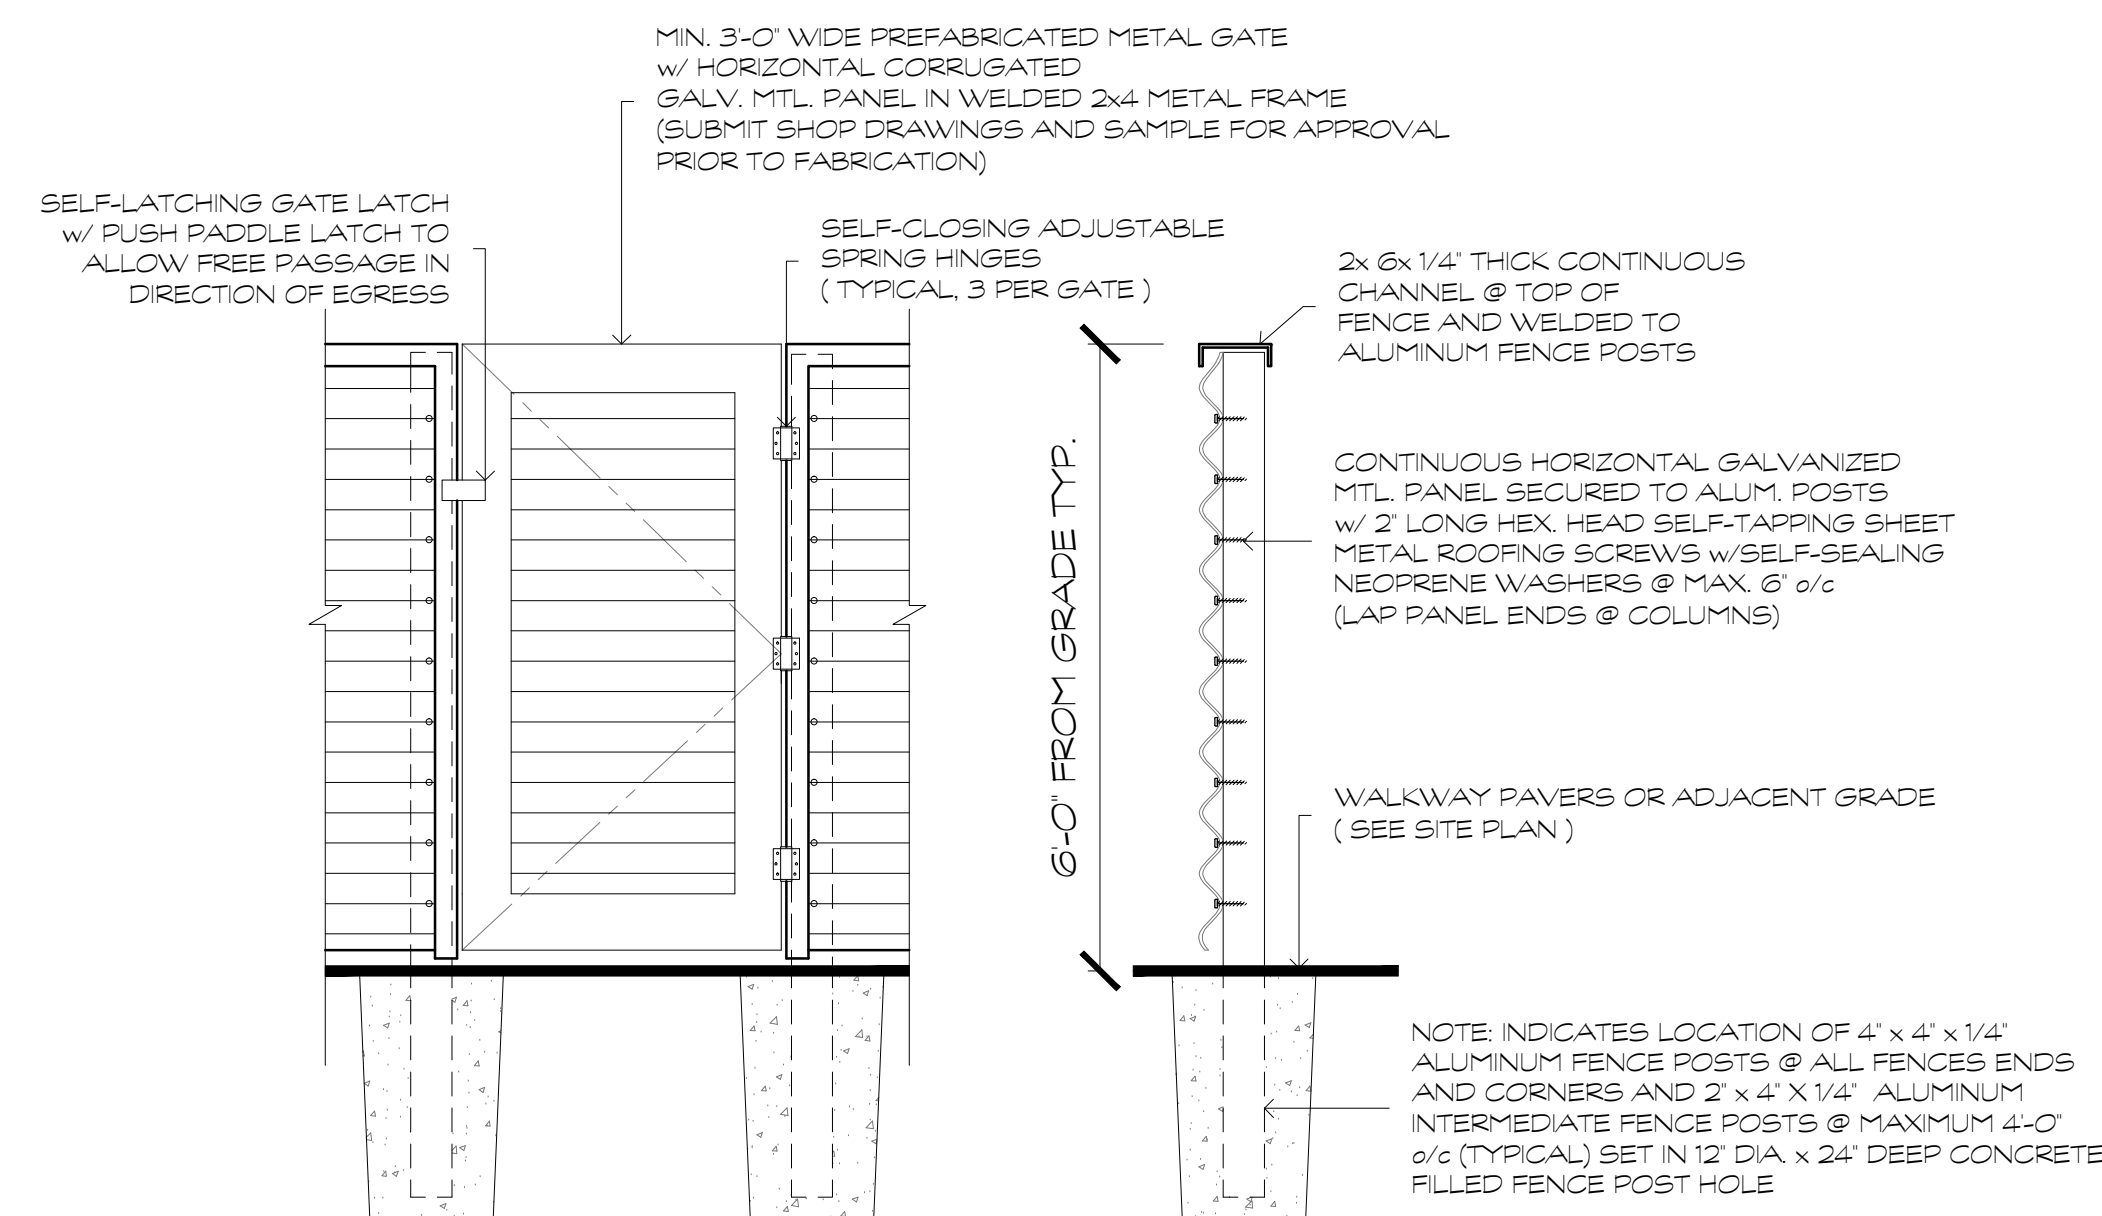 MIN. 3'-0" WIDE PREFABRICATED METAL GATE
w/ HORIZONTAL CORRUGATED
GALV. MTL. PANEL IN WELDED 2x4 METAL FRAME
(SUBMIT SHOP DRAWINGS AND SAMPLE FOR APPROVAL
PRIOR TO FABRICATION)
SELF-LATCHING GATE LATCH
w/ PUSH PADDLE LATCH TO
ALLOW FREE PASSAGE IN
DIRECTION OF EGRESS
SELF-CLOSING ADJUSTABLE
SPRING HINGES
( TYPICAL, 3 PER GATE )
2x 6x 1/4" THICK CONTINUOUS
CHANNEL @ TOP OF
FENCE AND WELDED TO
ALUMINUM FENCE POSTS
6'-0" FROM GRADE TYP.
CONTINUOUS HORIZONTAL GALVANIZED
MTL. PANEL SECURED TO ALUM. POSTS
w/ 2" LONG HEX. HEAD SELF-TAPPING SHEET
METAL ROOFING SCREWS w/SELF-SEALING
NEOPRENE WASHERS @ MAX. 6" o/c
(LAP PANEL ENDS @ COLUMNS)
WALKWAY PAVERS OR ADJACENT GRADE
( SEE SITE PLAN )
NOTE: INDICATES LOCATION OF 4" x 4" x 1/4"
ALUMINUM FENCE POSTS @ ALL FENCES ENDS
AND CORNERS AND 2" x 4" X 1/4" ALUMINUM
INTERMEDIATE FENCE POSTS @ MAXIMUM 4'-0"
o/c (TYPICAL) SET IN 12" DIA. x 24" DEEP CONCRETE
FILLED FENCE POST HOLE